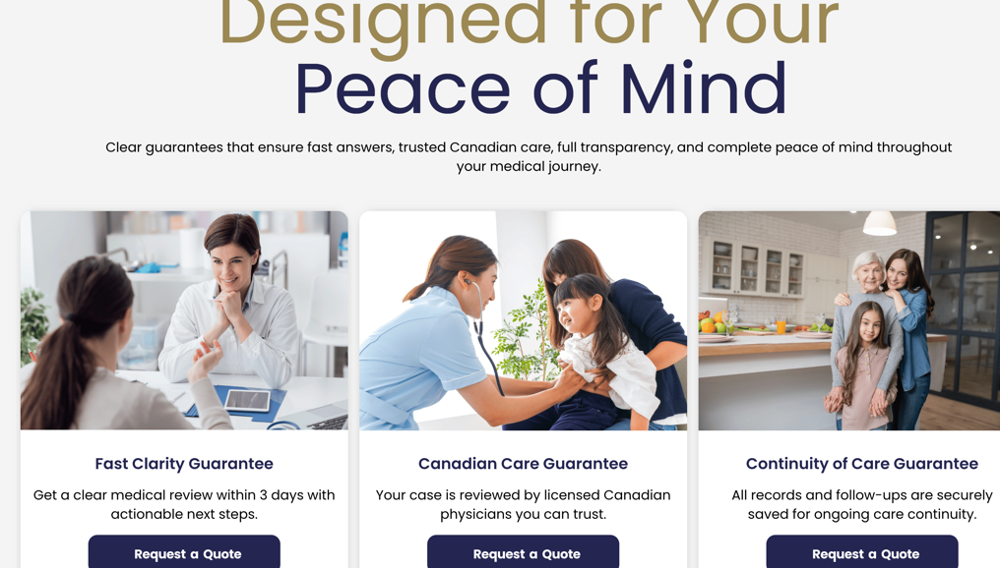 Designed for Your
Peace of Mind
Clear guarantees that ensure fast answers, trusted Canadian care, full transparency, and complete peace of mind throughout
your medical journey.
Fast Clarity Guarantee
Get a clear medical review within 3 days with
actionable next steps.
Request a Quote
Canadian Care Guarantee
Your case is reviewed by licensed Canadian
physicians you can trust.
Request a Quote
Continuity of Care Guarantee
All records and follow-ups are securely
saved for ongoing care continuity.
Request a Quote